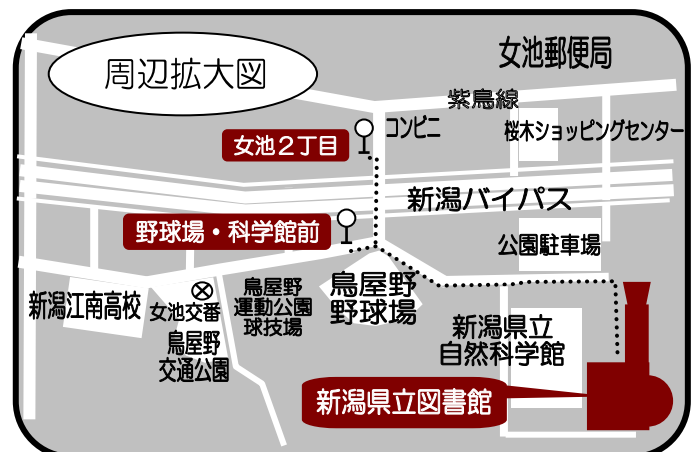 周辺拡大図
女池郵便局
紫鳥線
コンビニ
桜木ショッピングセンター
女池２丁目
新潟バイパス
野球場・科学館前
公園駐車場
新潟江南高校
女池交番
鳥屋野
運動公園
球技場
鳥屋野
野球場
鳥屋野
交通公園
新潟県立
自然科学館
新潟県立図書館